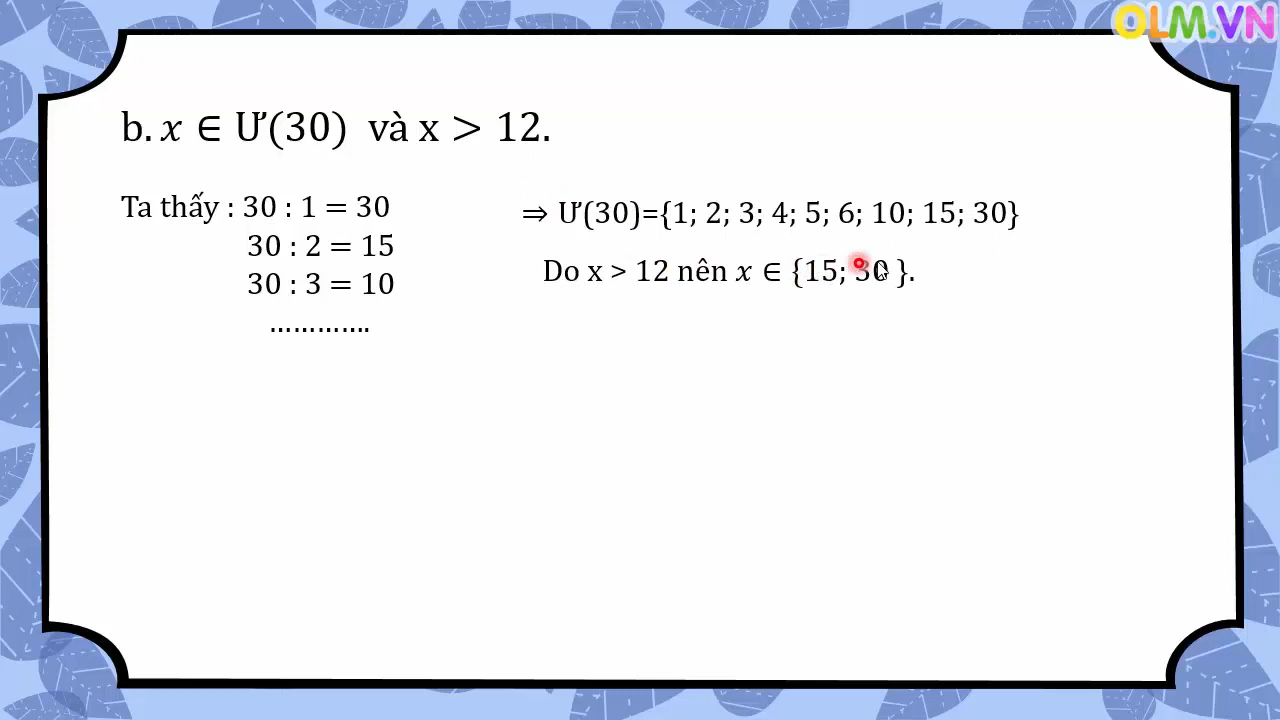 OLM.VN
b. x ∈ Ư(30) và x > 12.
Ta thấy : 30 : 1 = 30
30 : 2 = 15
30 : 3 = 10
.............
⇒ Ư(30)={1; 2; 3; 4; 5; 6; 10; 15; 30}
Do x > 12 nên x ∈ {15; 30 }.